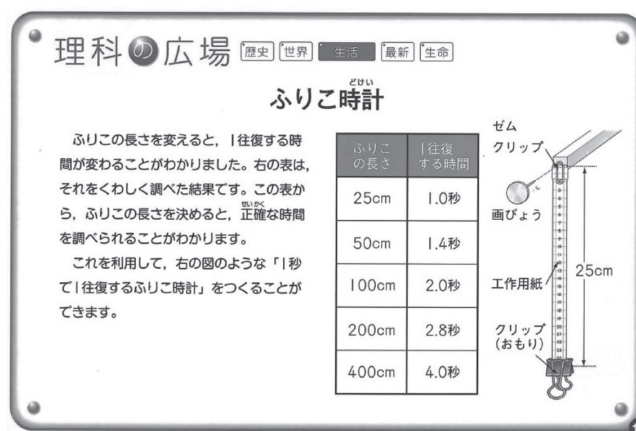 理科の広場 歴史 世界 生活 最新 生命
ふりこ時計
どけい
ふりこの長さを変えると，1往復する時
間が変わることがわかりました。右の表は，
それをくわしく調べた結果です。この表か
ら，ふりこの長さを決めると，正確な時間
せいかく
を調べられることがわかります。
これを利用して，右の図のような「1秒
で1往復するふりこ時計」をつくることが
できます。
ふりこ
の長さ
1往復
する時間
25cm 1.0秒
50cm 1.4秒
100cm 2.0秒
200cm 2.8秒
400cm 4.0秒
ゼム
クリップ
画びょう
工作用紙
25cm
クリップ
(おもり)